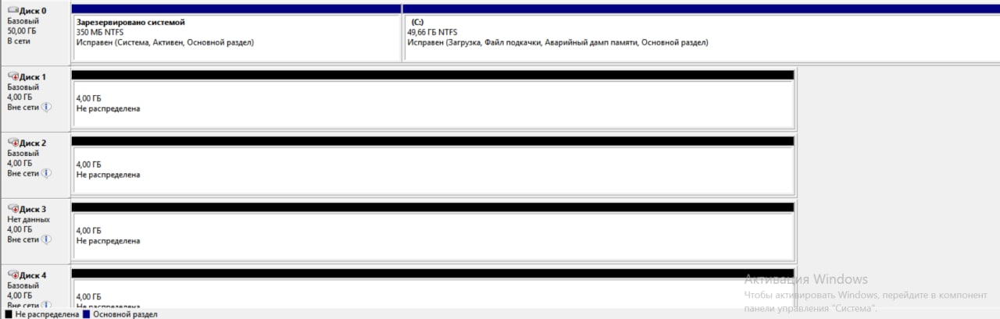 Диск 0
Базовый
50,00 ГБ
В сети
Зарезервировано системой
350 МБ NTFS
Исправен (Система, Активен, Основной раздел)
(C:)
49,66 ГБ NTFS
Исправен (Загрузка, Файл подкачки, Аварийный дамп памяти, Основной раздел)
Диск 1
Базовый
4,00 ГБ
Вне сети
4,00 ГБ
Не распределена
Диск 2
Базовый
4,00 ГБ
Вне сети
4,00 ГБ
Не распределена
Диск 3
Нет данных
4,00 ГБ
Вне сети
4,00 ГБ
Не распределена
Диск 4
Базовый
4,00 ГБ
Вне сети
4,00 ГБ
Не распределена
Активация Windows
Чтобы активировать Windows, перейдите в компонент
панели управления "Система".
Не распределена Основной раздел